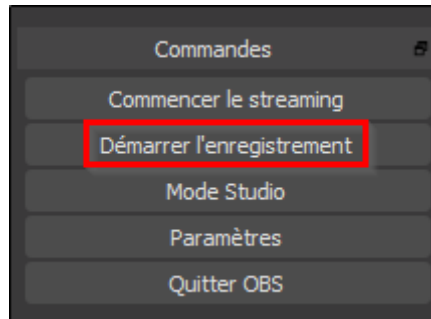 Commandes
Commencer le streaming
Démarrer l'enregistrement
Mode Studio
Paramètres
Quitter OBS